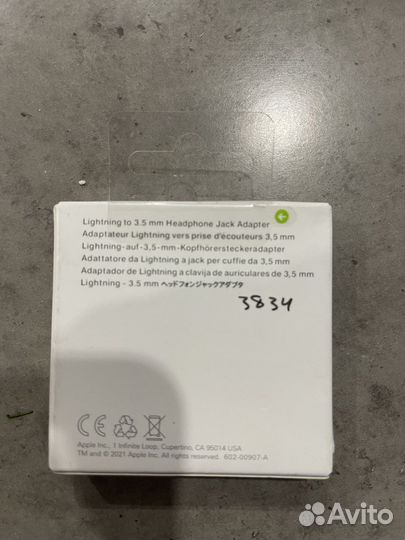 Lightning to 3.5 mm Headphone Jack Adapter
Adaptateur Lightning vers prise d'écouteurs 3,5 mm
Lightning-auf-3,5-mm-Kopfhörersteckeradapter
Adattatore da Lightning a jack per cuffie da 3,5 mm
Adaptador de Lightning a clavija de auriculares de 3,5 mm
Lightning - 3.5 mm ヘッドフォンジャックアダプタ
3834
CE
Apple Inc., 1 Infinite Loop, Cupertino, CA 95014 USA
TM and © 2021 Apple Inc. All rights reserved. 602-00907-A
Avito